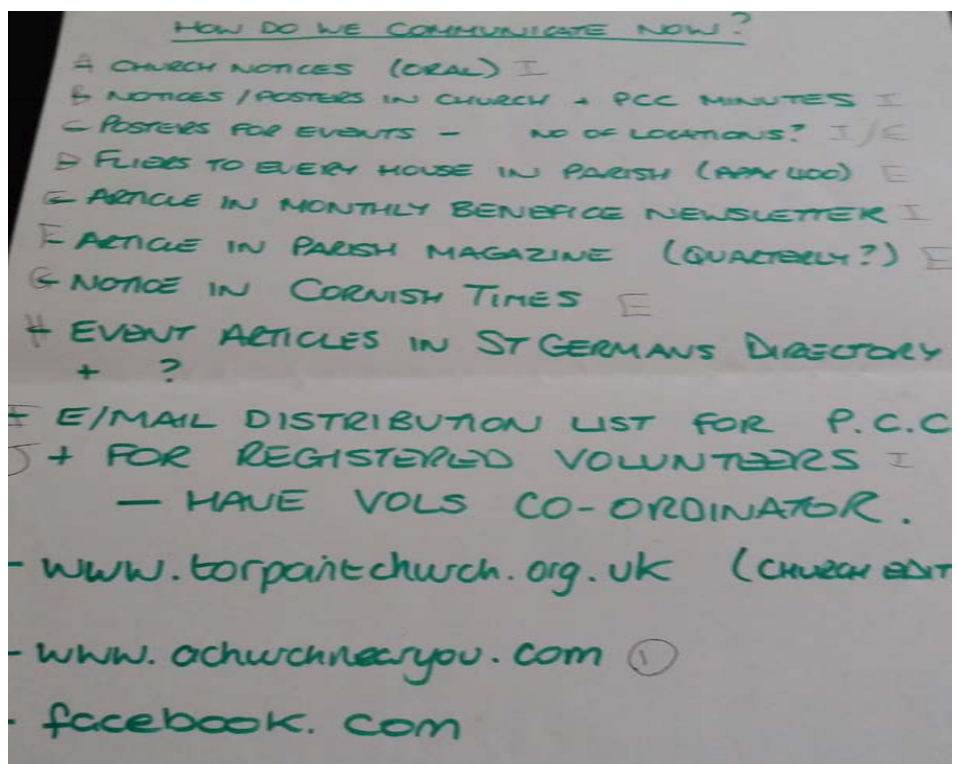 HOW DO WE COMMUNICATE NOW?
A CHURCH NOTICES (ORAL) I
B NOTICES / POSTERS IN CHURCH + PCC MINUTES I
C POSTERS FOR EVENTS - NO OF LOCATIONS? I/E
D FLIERS TO EVERY HOUSE IN PARISH (APPX 400) E
E ARTICLE IN MONTHLY BENEFICE NEWSLETTER I
F ARTICLE IN PARISH MAGAZINE (QUARTERLY?) E
G NOTICE IN CORNISH TIMES E
H EVENT ARTICLES IN ST GERMANS DIRECTORY
+ ?
I E/MAIL DISTRIBUTION LIST FOR P.C.C
J + FOR REGISTERED VOLUNTEERS I
- HAVE VOLS CO-ORDINATOR.
- www.torpointchurch.org.uk (CHURCH EDIT
- www.achurchnearyou.com 1
- facebook.com